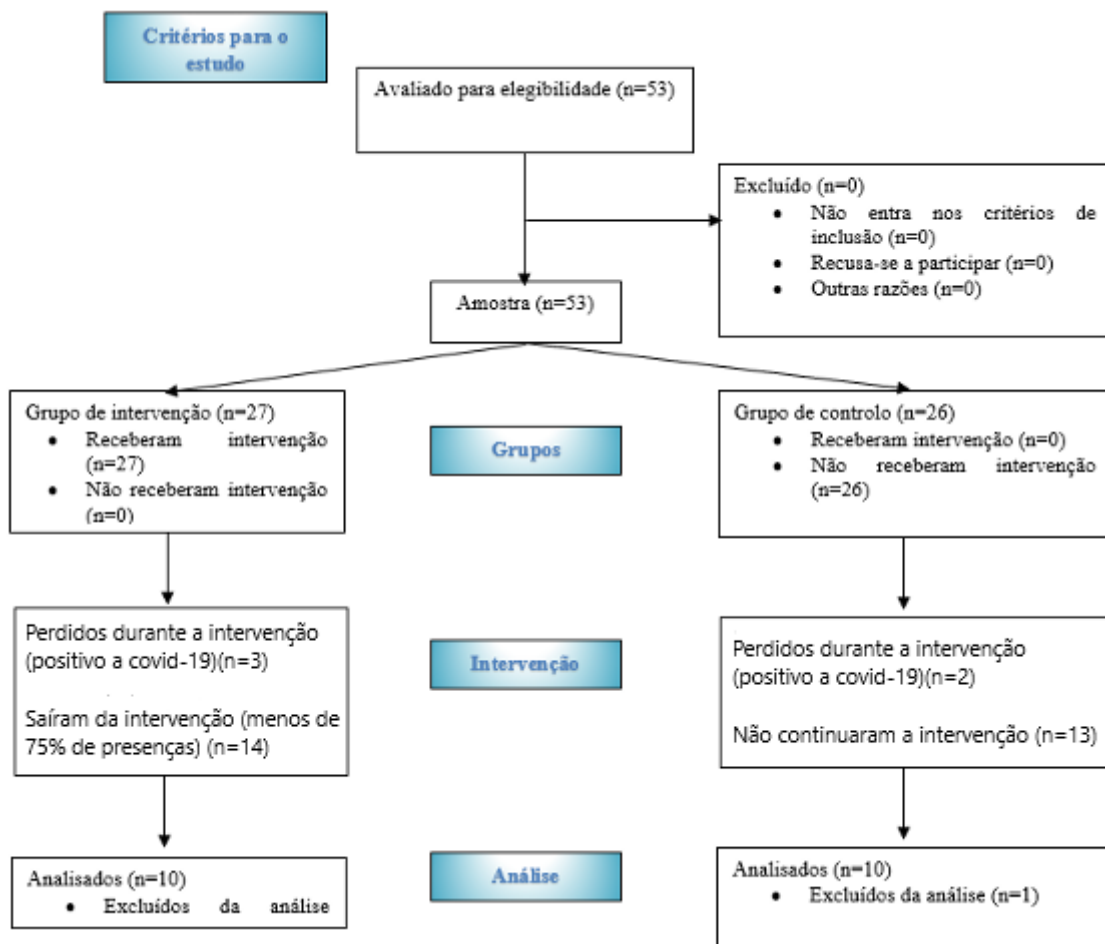 Critérios para o
estudo
Avaliado para elegibilidade (n=53)
Excluído (n=0)
• Não entra nos critérios de
inclusão (n=0)
• Recusa-se a participar (n=0)
• Outras razões (n=0)
Amostra (n=53)
Grupo de intervenção (n=27)
• Receberam intervenção
(n=27)
• Não receberam intervenção
(n=0)
Grupos
Grupo de controlo (n=26)
• Receberam intervenção (n=0)
• Não receberam intervenção
(n=26)
Perdidos durante a intervenção
(positivo a covid-19)(n=3)
Saíram da intervenção (menos de
75% de presenças) (n=14)
Intervenção
Perdidos durante a intervenção
(positivo a covid-19)(n=2)
Não continuaram a intervenção (n=13)
Analisados (n=10)
• Excluídos da análise
Análise
Analisados (n=10)
• Excluídos da análise (n=1)